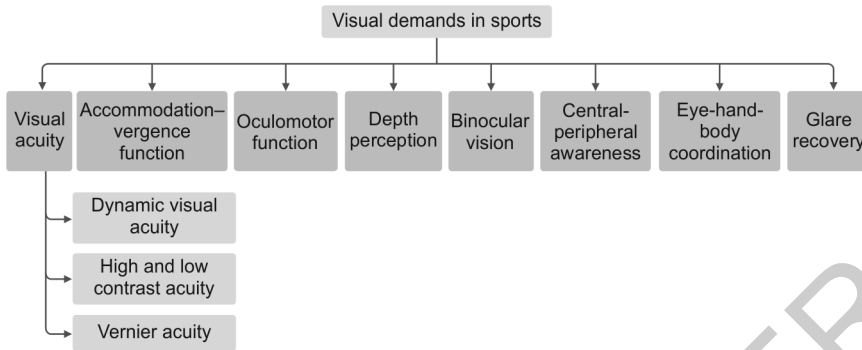 Visual demands in sports
Visual
acuity
Accommodation–
vergence
function
Oculomotor
function
Depth
perception
Binocular
vision
Central-
peripheral
awareness
Eye-hand-
body
coordination
Glare
recovery
Dynamic visual
acuity
High and low
contrast acuity
Vernier acuity
ER